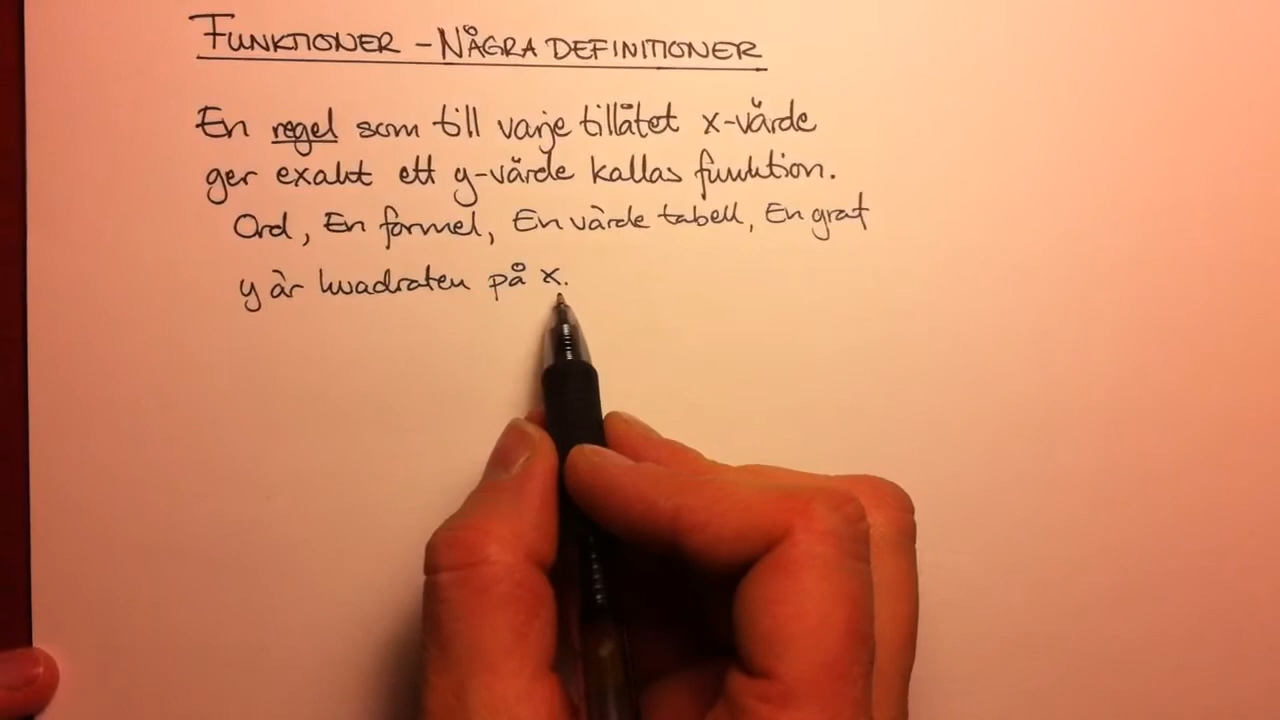 FUNKTIONER - NÅGRA DEFINITIONER
En regel som till varje tillåtet x-värde
ger exakt ett y-värde kallas funktion.
Ord, En formel, En värde tabell, En graf
y är kvadraten på x.